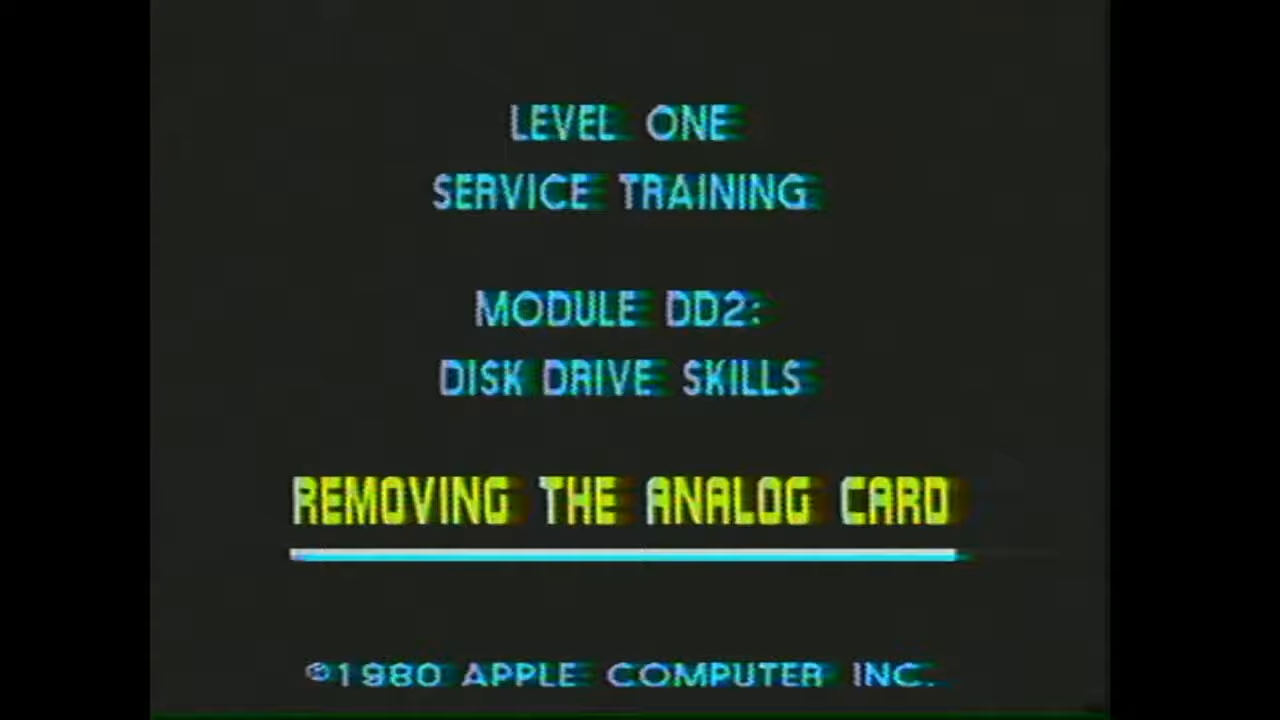 LEVEL ONE
SERVICE TRAINING
MODULE DD2:
DISK DRIVE SKILLS
REMOVING THE ANALOG CARD
©1980 APPLE COMPUTER INC.